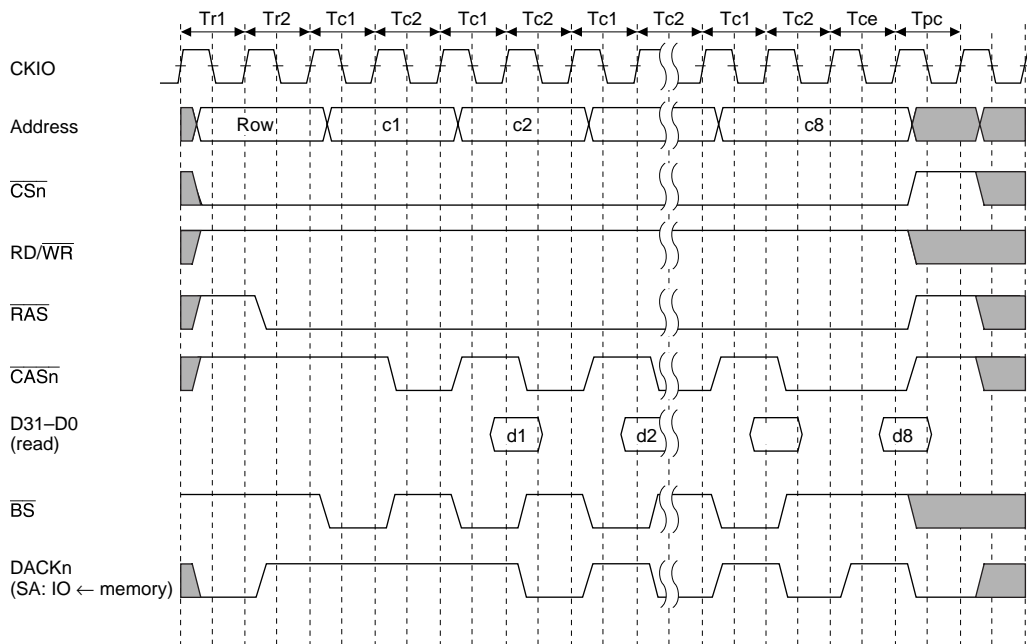 Tr1 Tr2 Tc1 Tc2 Tc1 Tc2 Tc1 Tc2 Tc1 Tc2 Tce Tpc
CKIO
Address Row c1 c2 c8
CSn
RD/WR
RAS
CASn
D31–D0
(read) d1 d2 d8
BS
DACKn
(SA: IO ← memory)